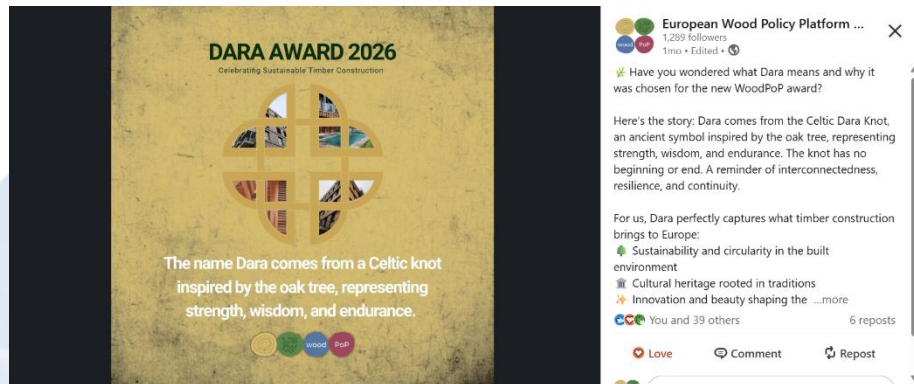 DARA AWARD 2026
Celebrating Sustainable Timber Construction
The name Dara comes from a Celtic knot
inspired by the oak tree, representing
strength, wisdom, and endurance.
wood PoP
European Wood Policy Platform ...
1,289 followers
1mo • Edited •
wood PoP
🌿 Have you wondered what Dara means and why it
was chosen for the new WoodPoP award?
Here's the story: Dara comes from the Celtic Dara Knot,
an ancient symbol inspired by the oak tree, representing
strength, wisdom, and endurance. The knot has no
beginning or end. A reminder of interconnectedness,
resilience, and continuity.
For us, Dara perfectly captures what timber construction
brings to Europe:
🌲 Sustainability and circularity in the built
environment
🏛️ Cultural heritage rooted in traditions
✨ Innovation and beauty shaping the ...more
You and 39 others 6 reposts
Love Comment Repost